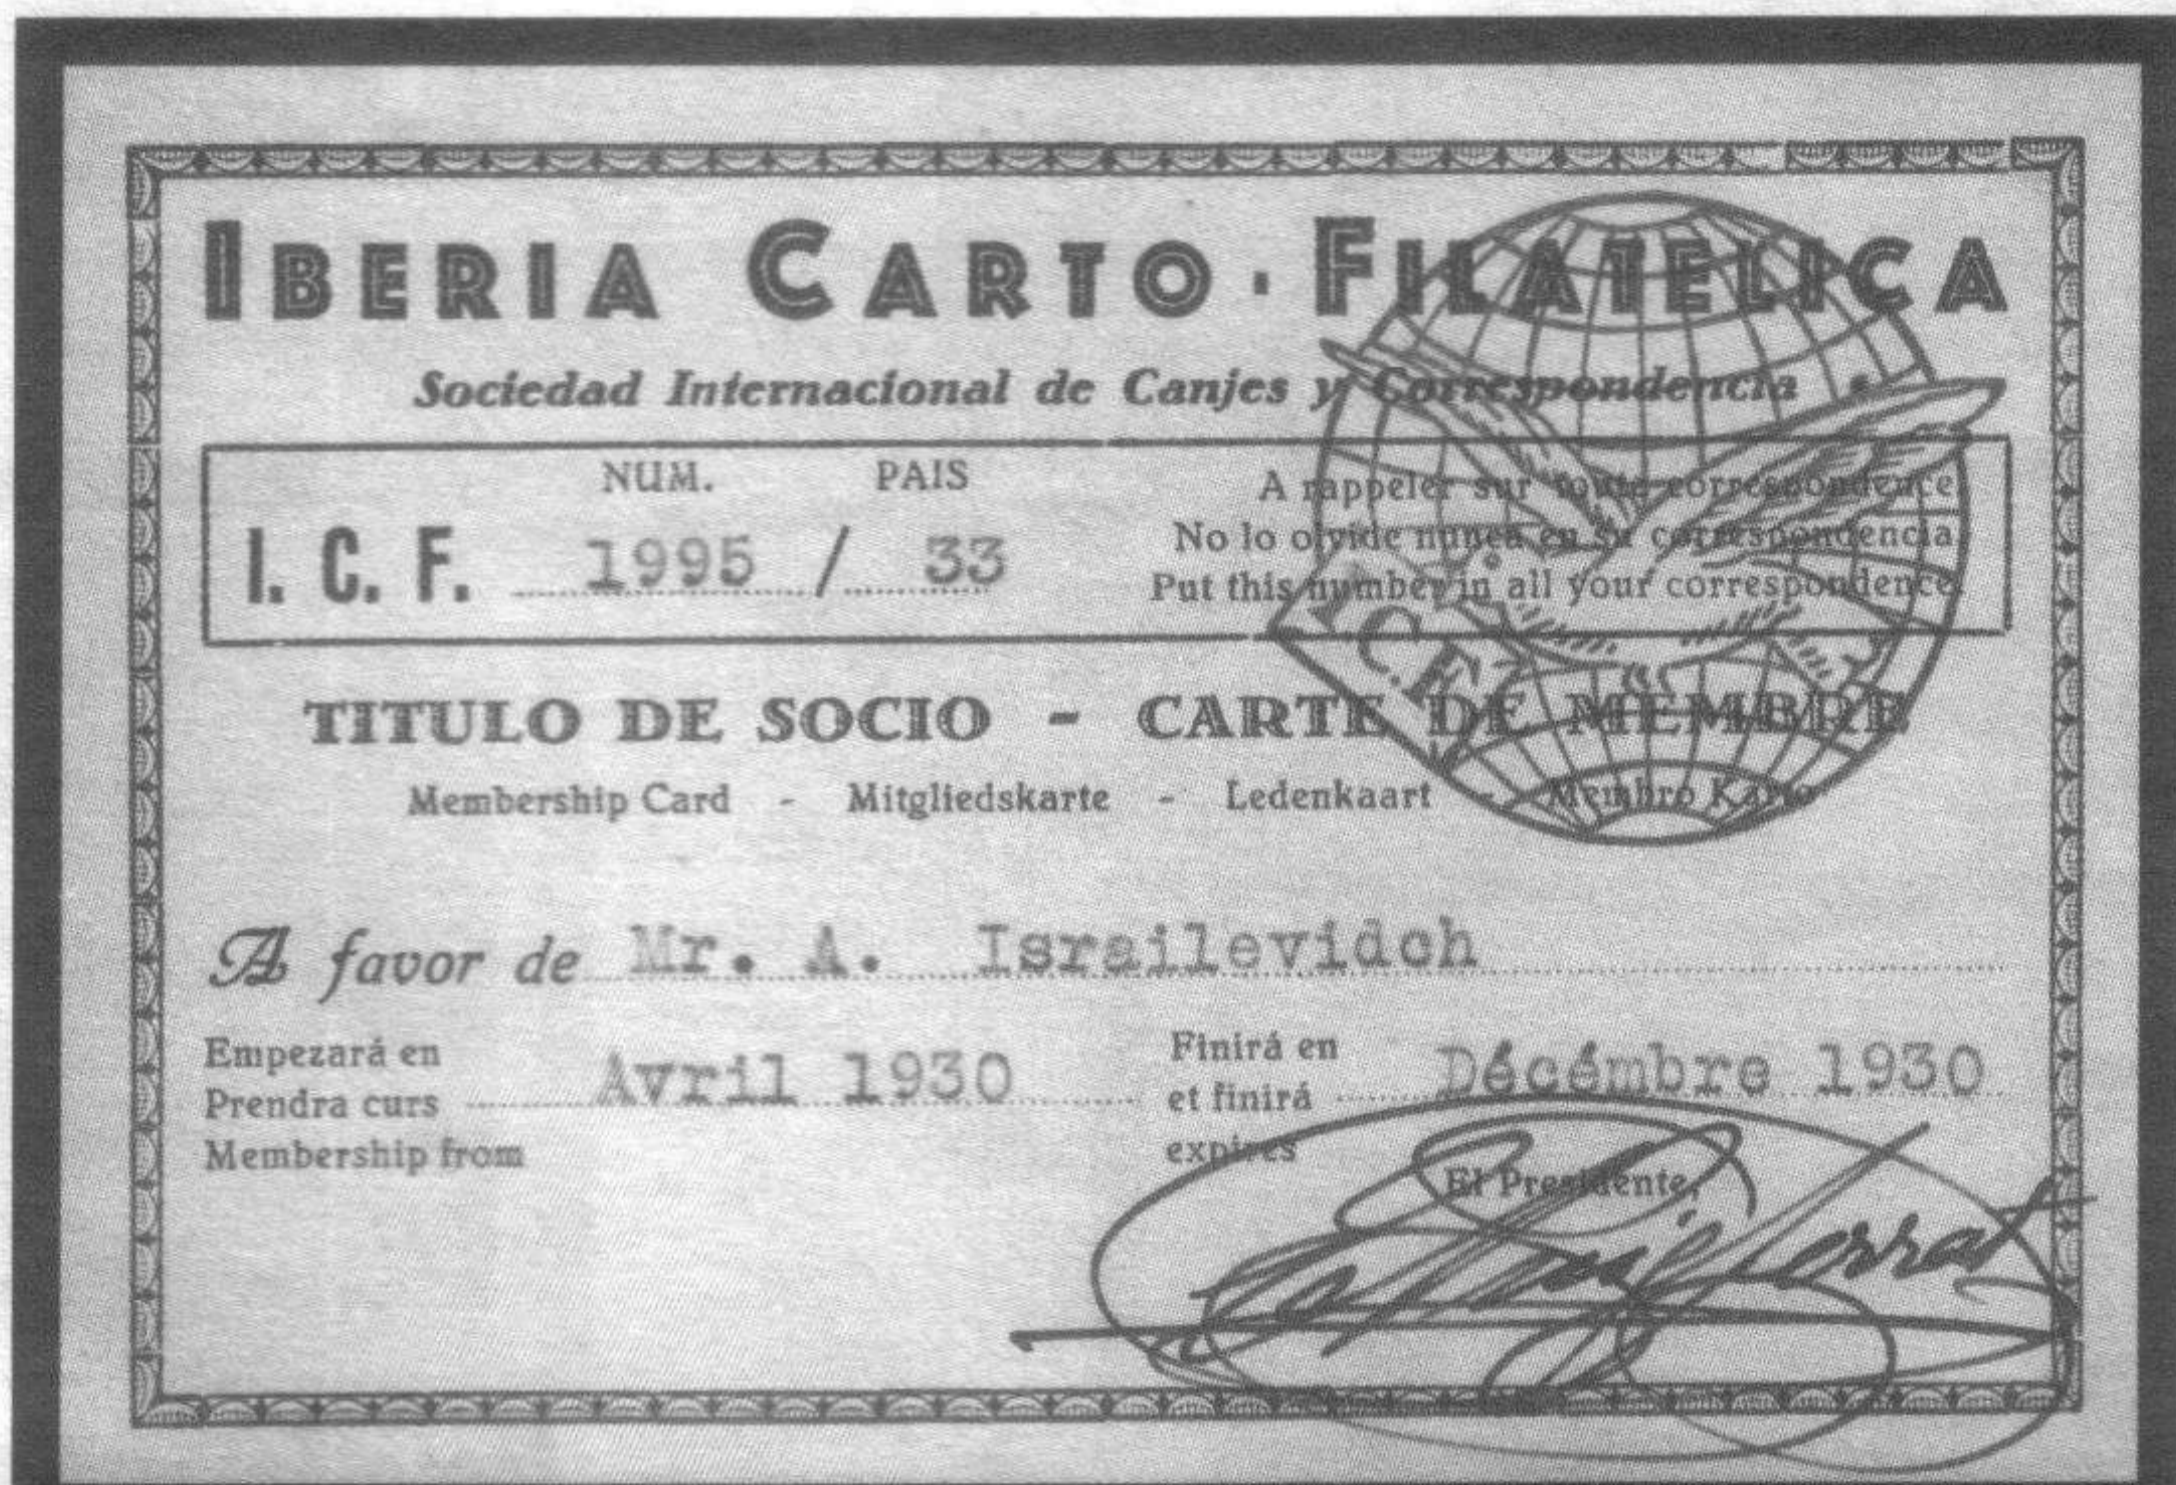 IBERIA CARTO · FILATELICA
Sociedad Internacional de Canjes y Correspondencia
NUM. PAIS
I. C. F. 1995 / 33
A rappeler sur toute correspondence
No lo olvide nunca en su correspondencia
Put this number in all your correspondence
I.C.F.
TITULO DE SOCIO - CARTE DE MEMBRE
Membership Card - Mitgliedskarte - Ledenkaart - Membro Karto
A favor de Mr. A. Israilevidch
Empezará en
Prendra curs Avril 1930
Membership from
Finirá en
et finirá Décémbre 1930
expires
El Presidente,